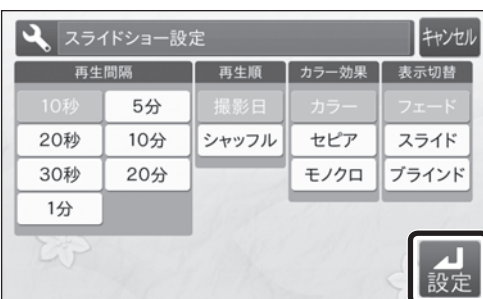 スライドショー設定 キャンセル
再生間隔 再生順 カラー効果 表示切替
10秒 5分 撮影日 カラー フェード
20秒 10分 シャッフル セピア スライド
30秒 20分 モノクロ ブラインド
1分
設定